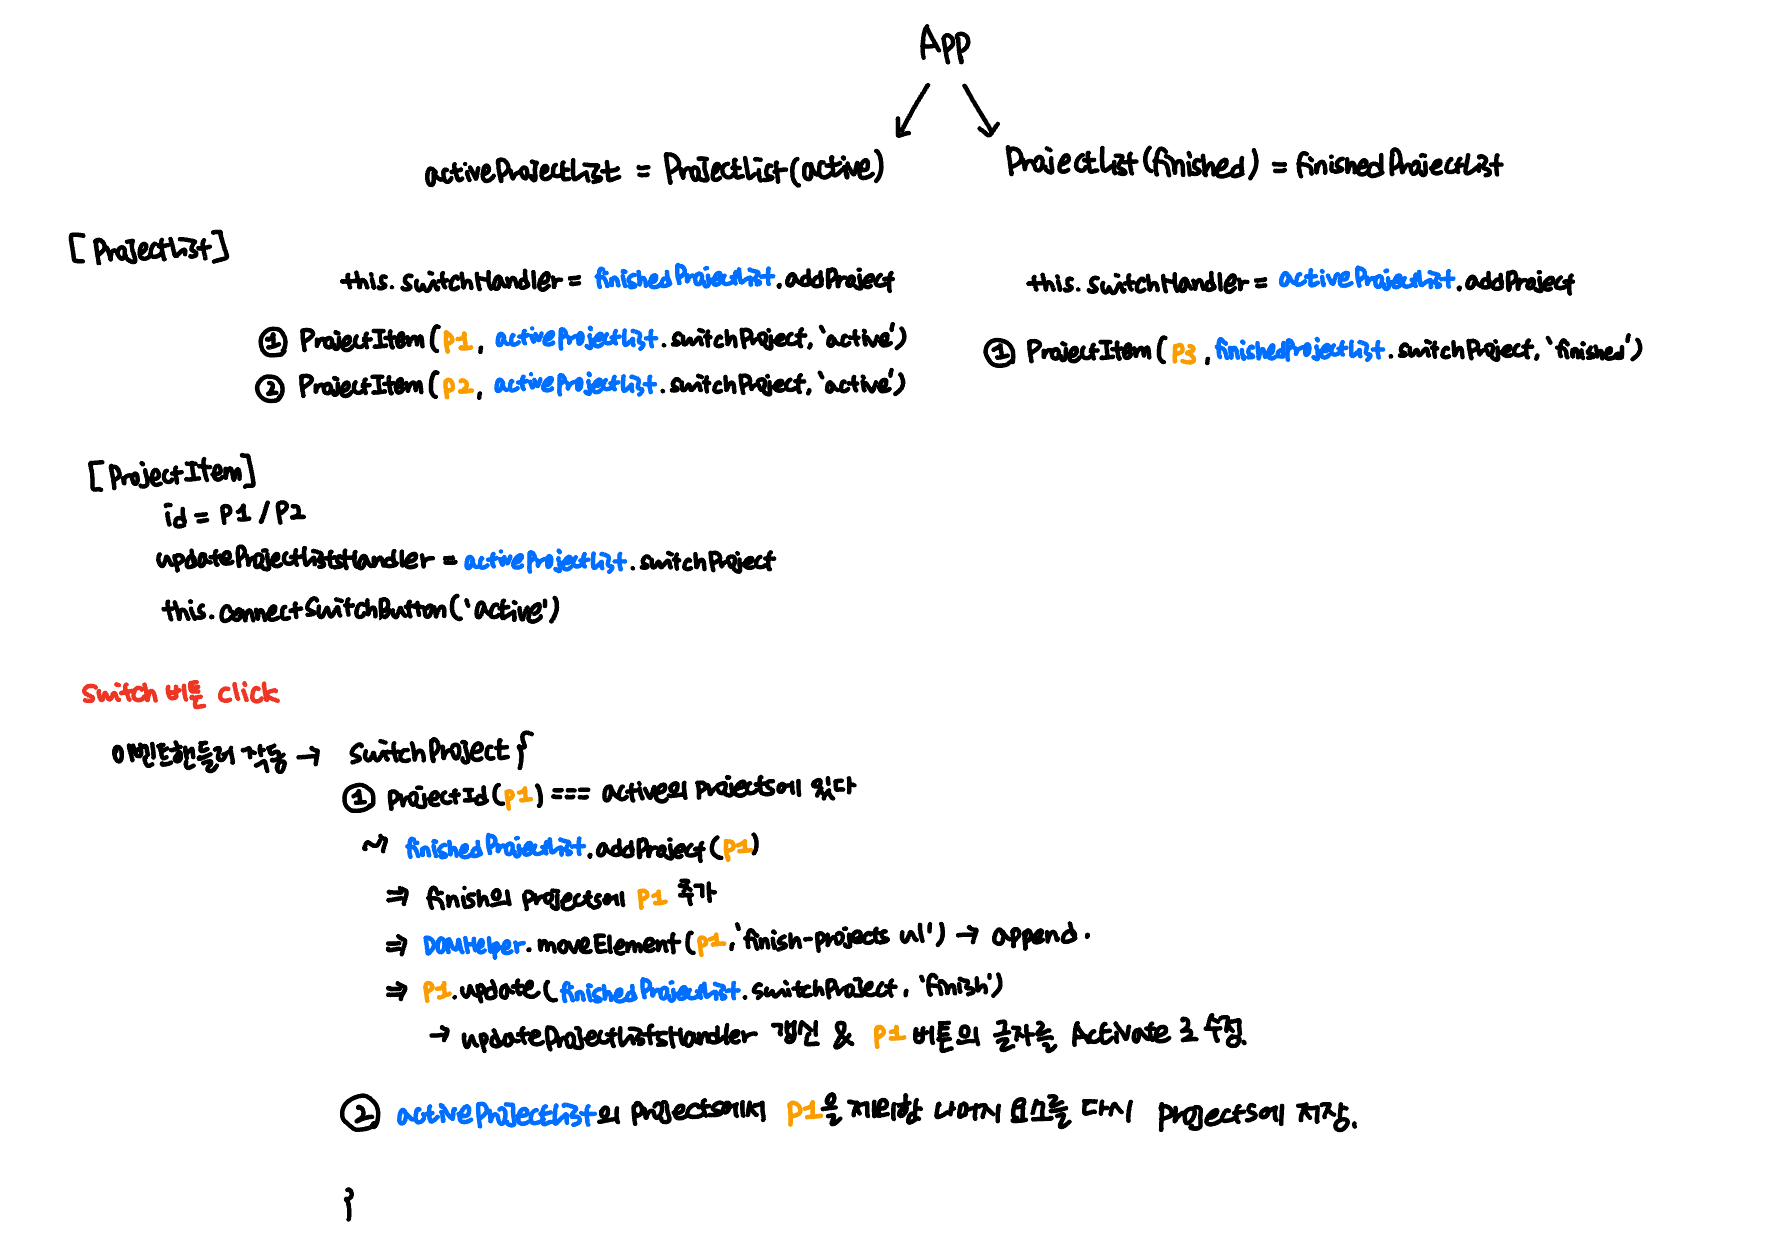 App
activeProjectList = ProjectList(active)
ProjectList(finished) = finishedProjectList
[ProjectList]
this.switchHandler = finishedProjectList.addProject
this.switchHandler = activeProjectList.addProject
① ProjectItem(P1, activeProjectList.switchProject, 'active')
① ProjectItem(P3, finishedProjectList.switchProject, 'finished')
② ProjectItem(P2, activeProjectList.switchProject, 'active')
[ProjectItem]
id = P1 / P2
updateProjectListsHandler = activeProjectList.switchProject
this.connectSwitchButton('active')
Switch 버튼 click
이벤트핸들러 작동 → switchProject {
① projectId(p1) === active의 projects에 있다
~> finishedProjectList.addProject(p1)
⇒ finish의 projects에 p1 추가
⇒ DOMHelper.moveElement(p1, 'finish-projects ul') → append.
⇒ p1.update(finishedProjectList.switchProject, 'finish')
→ updateProjectListsHandler 갱신 & p1 버튼의 글자를 Activate 로 수정.
② activeProjectList의 projects에서 p1을 제외한 나머지 요소를 다시 projects에 저장.
}